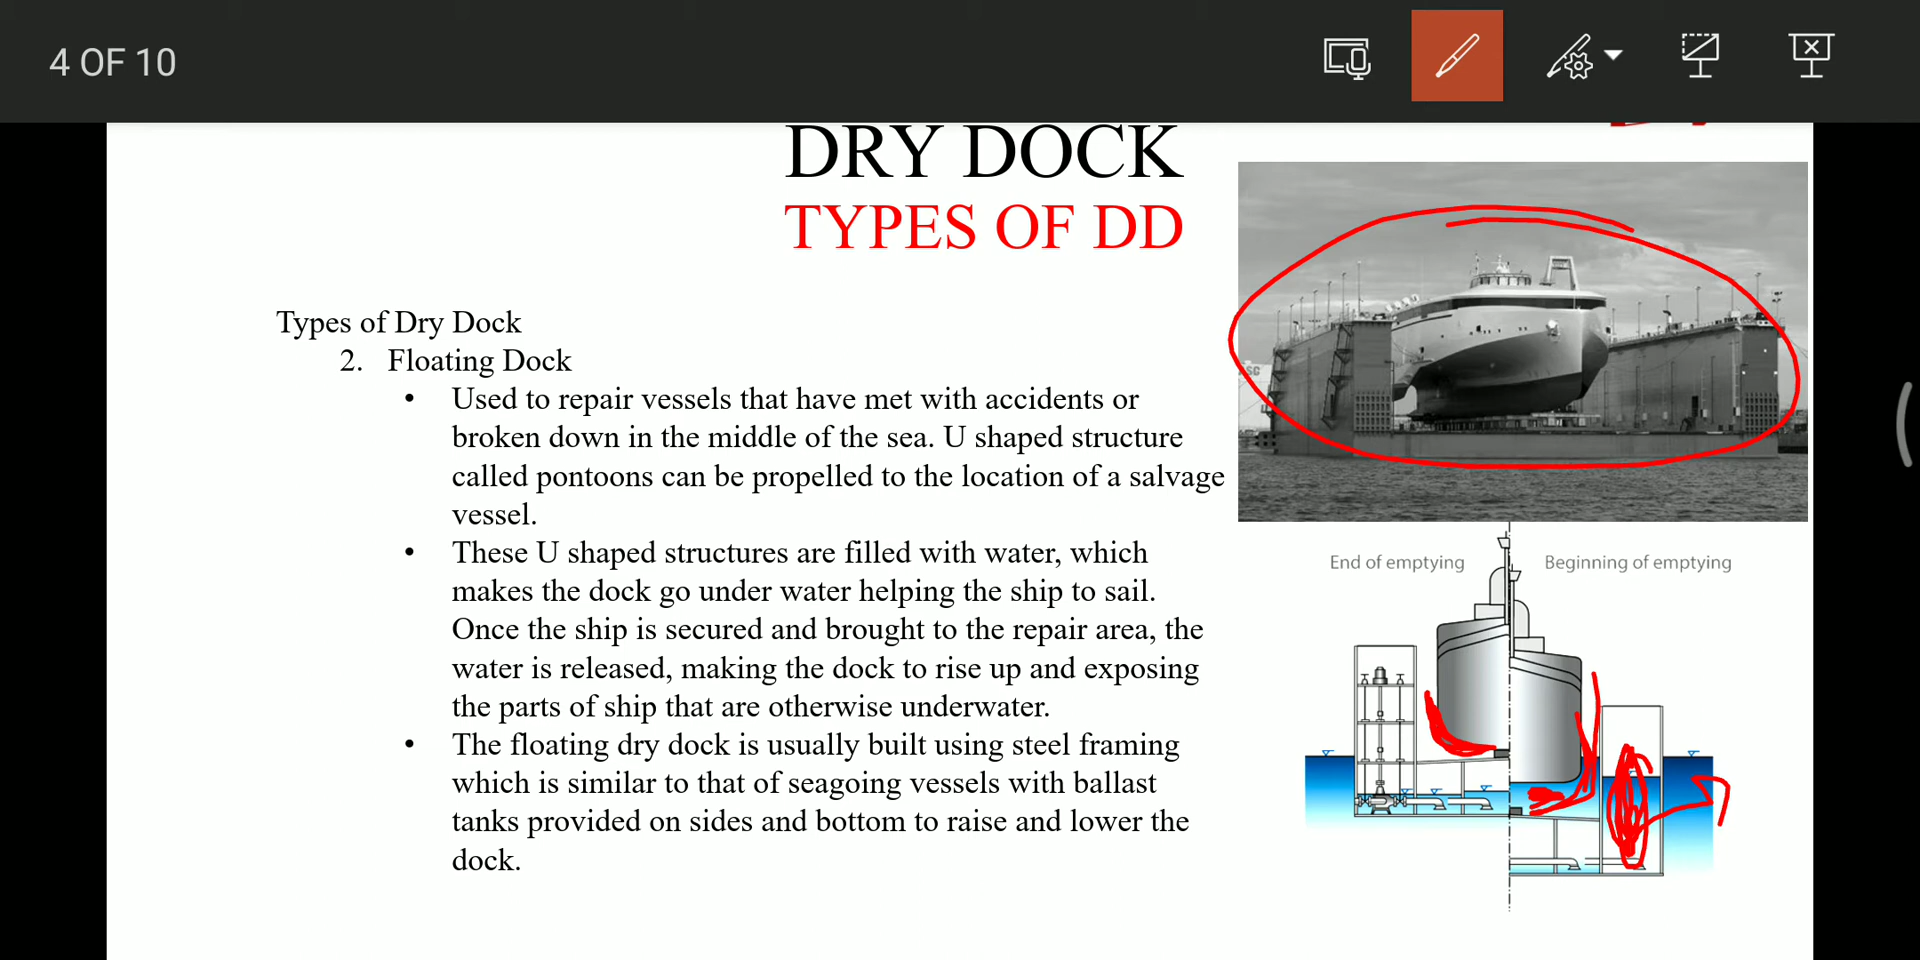 4 OF 10
DRY DOCK
TYPES OF DD
Types of Dry Dock
2. Floating Dock
• Used to repair vessels that have met with accidents or
broken down in the middle of the sea. U shaped structure
called pontoons can be propelled to the location of a salvage
vessel.
• These U shaped structures are filled with water, which
makes the dock go under water helping the ship to sail.
Once the ship is secured and brought to the repair area, the
water is released, making the dock to rise up and exposing
the parts of ship that are otherwise underwater.
• The floating dry dock is usually built using steel framing
which is similar to that of seagoing vessels with ballast
tanks provided on sides and bottom to raise and lower the
dock.
End of emptying
Beginning of emptying